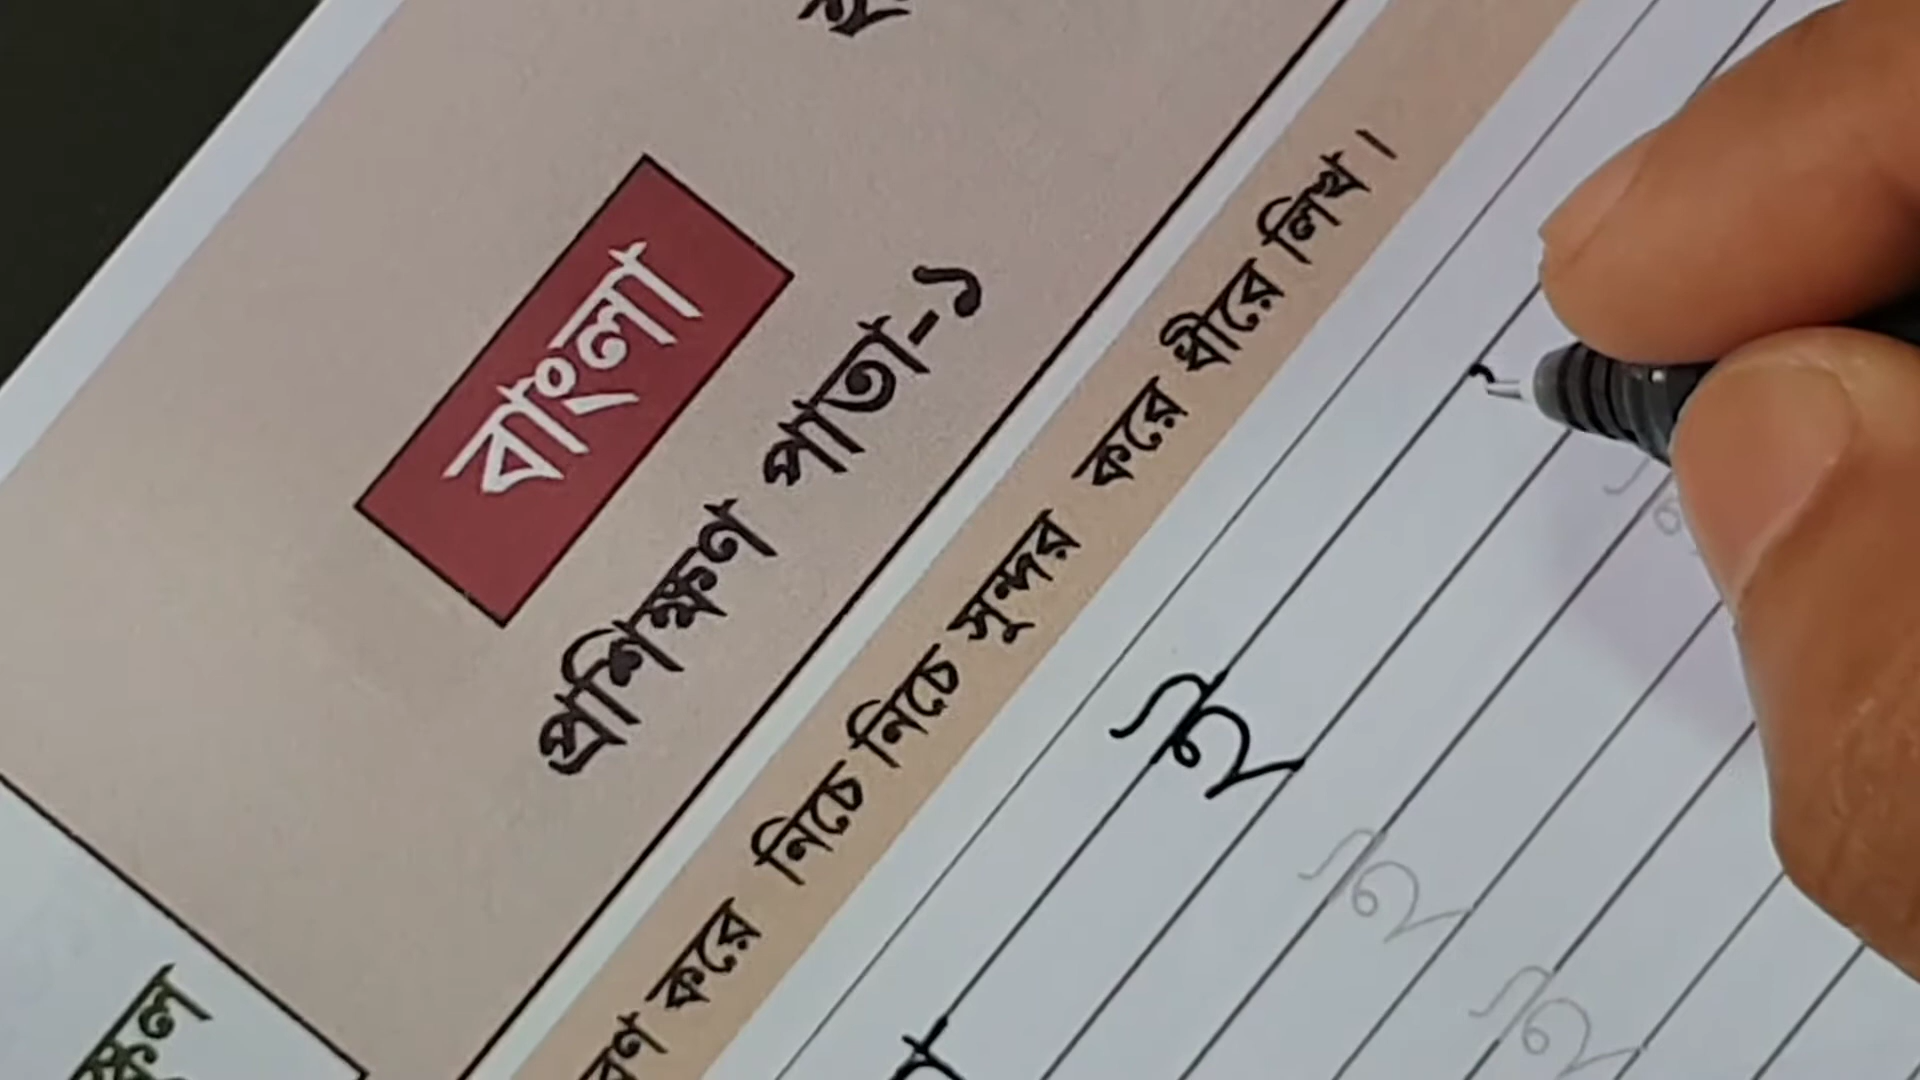 বাংলা
প্রশিক্ষণ পাতা-১
করে নিচে নিচে সুন্দর করে ধীরে লিখ।
ই
ই
ই